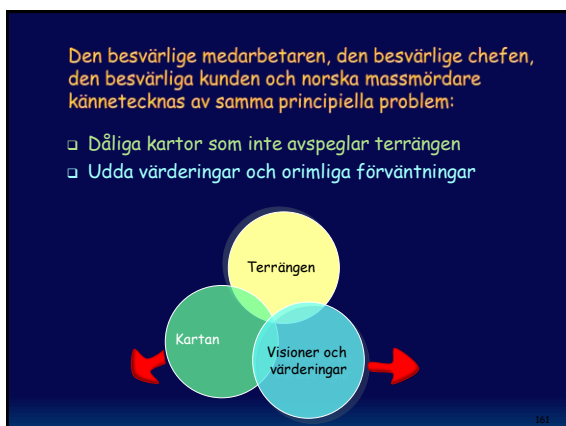 Den besvärlige medarbetaren, den besvärlige chefen,
den besvärliga kunden och norska massmördare
kännetecknas av samma principiella problem:
Dåliga kartor som inte avspeglar terrängen
Udda värderingar och orimliga förväntningar
Terrängen
Kartan
Visioner och
värderingar
161